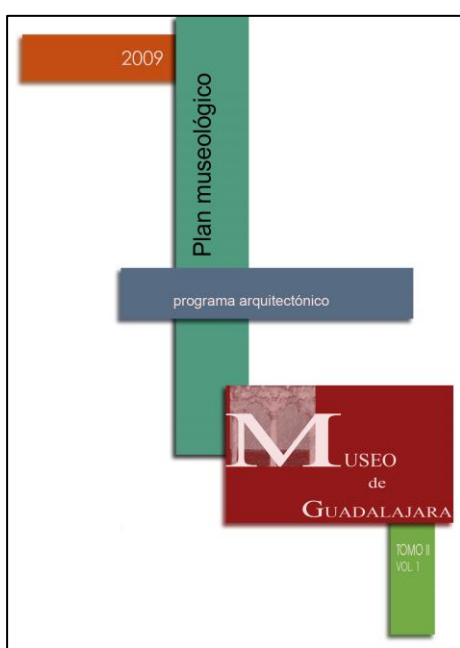 2009
Plan museológico
programa arquitectónico
MUSEO
de
GUADALAJARA
TOMO II
VOL. 1